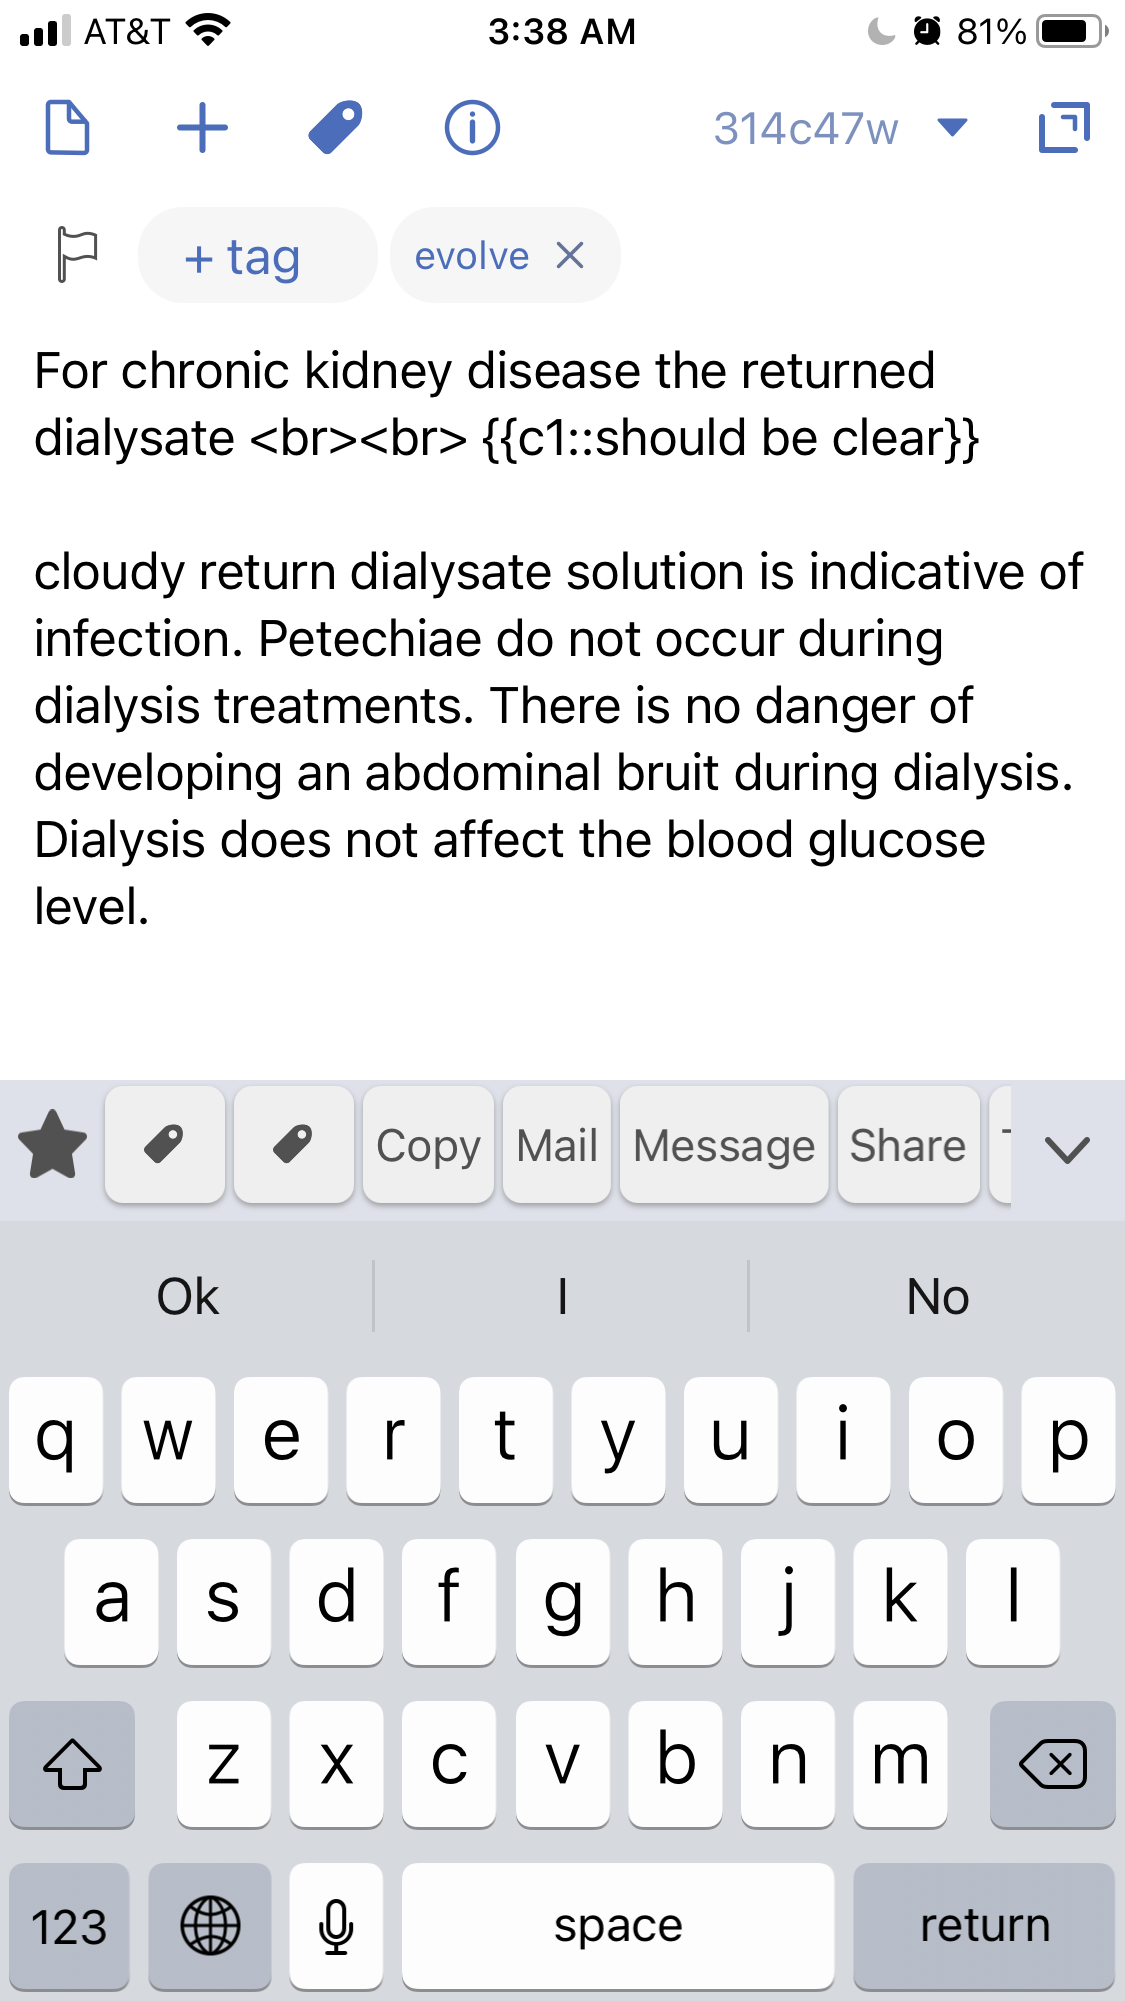 AT&T 3:38 AM 81%
314c47w
+ tag evolve
For chronic kidney disease the returned
dialysate <br><br> {{c1::should be clear}}
cloudy return dialysate solution is indicative of
infection. Petechiae do not occur during
dialysis treatments. There is no danger of
developing an abdominal bruit during dialysis.
Dialysis does not affect the blood glucose
level.
Copy Mail Message Share
Ok I No
q w e r t y u i o p
a s d f g h j k l
z x c v b n m
123 space return